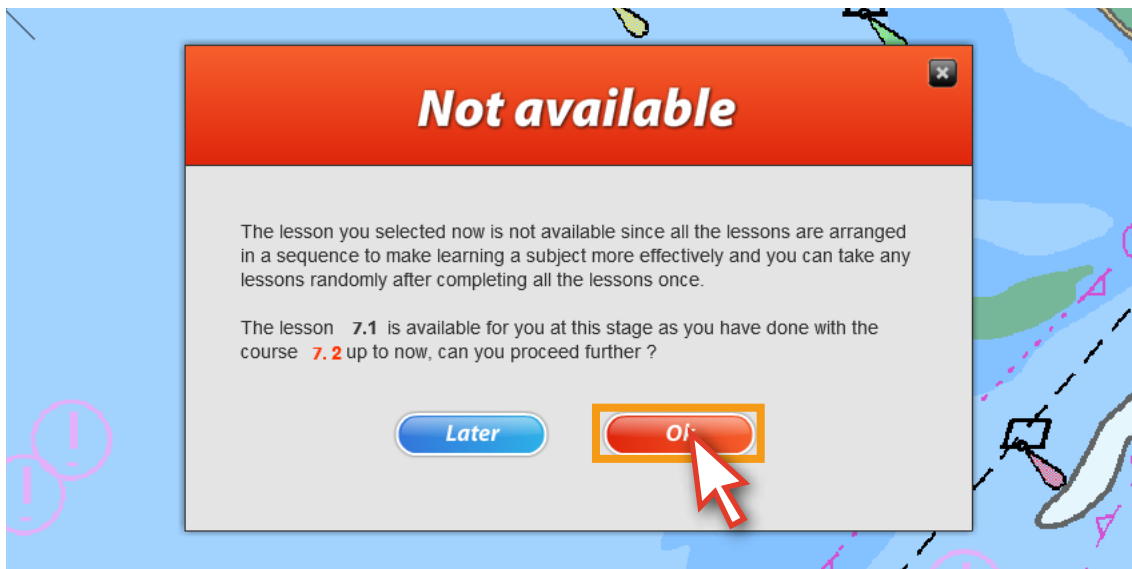 Not available
The lesson you selected now is not available since all the lessons are arranged
in a sequence to make learning a subject more effectively and you can take any
lessons randomly after completing all the lessons once.
The lesson 7.1 is available for you at this stage as you have done with the
course 7. 2 up to now, can you proceed further ?
Later
Ok